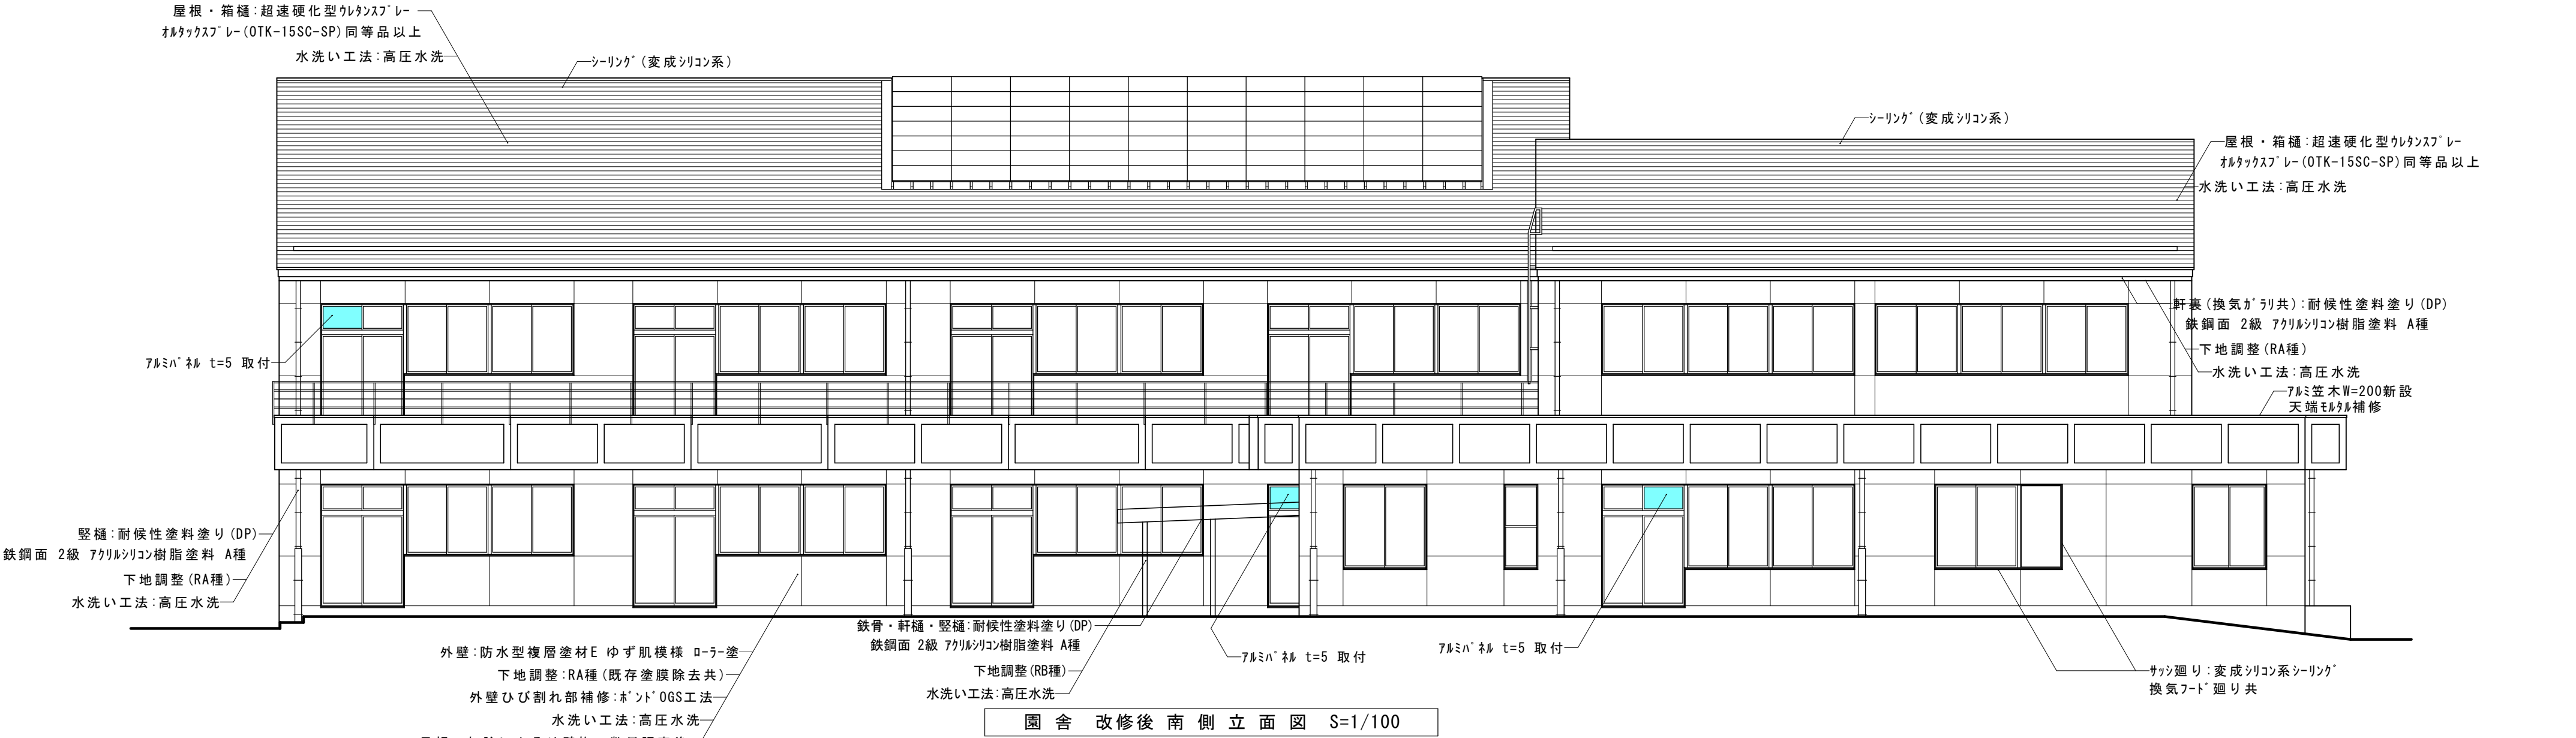 屋根・箱樋:超速硬化型ｳﾚﾀﾝｽﾌﾟﾚｰ
ｵﾙﾀｯｸｽﾌﾟﾚｰ(OTK-15SC-SP)同等品以上
水洗い工法:高圧水洗
ｼｰﾘﾝｸﾞ(変成ｼﾘｺﾝ系)
ｼｰﾘﾝｸﾞ(変成ｼﾘｺﾝ系)
屋根・箱樋:超速硬化型ｳﾚﾀﾝｽﾌﾟﾚｰ
ｵﾙﾀｯｸｽﾌﾟﾚｰ(OTK-15SC-SP)同等品以上
水洗い工法:高圧水洗
軒裏(換気ｶﾞﾗﾘ共):耐候性塗料塗り(DP)
鉄鋼面 2級 ｱｸﾘﾙｼﾘｺﾝ樹脂塗料 A種
下地調整(RA種)
水洗い工法:高圧水洗
ｱﾙﾐﾊﾟﾈﾙ t=5 取付
ｱﾙﾐ笠木W=200新設
天端ﾓﾙﾀﾙ補修
竪樋:耐候性塗料塗り(DP)
鉄鋼面 2級 ｱｸﾘﾙｼﾘｺﾝ樹脂塗料 A種
下地調整(RA種)
水洗い工法:高圧水洗
外壁:防水型複層塗材E ゆず肌模様 ﾛｰﾗｰ塗
下地調整:RA種(既存塗膜除去共)
外壁ひび割れ部補修:ﾎﾞﾝﾄﾞOGS工法
水洗い工法:高圧水洗
鉄骨・軒樋・竪樋:耐候性塗料塗り(DP)
鉄鋼面 2級 ｱｸﾘﾙｼﾘｺﾝ樹脂塗料 A種
下地調整(RB種)
水洗い工法:高圧水洗
ｱﾙﾐﾊﾟﾈﾙ t=5 取付
ｱﾙﾐﾊﾟﾈﾙ t=5 取付
ｻｯｼ廻り:変成ｼﾘｺﾝ系ｼｰﾘﾝｸﾞ
換気ﾌｰﾄﾞ廻り共
園舎 改修後南側立面図 S=1/100